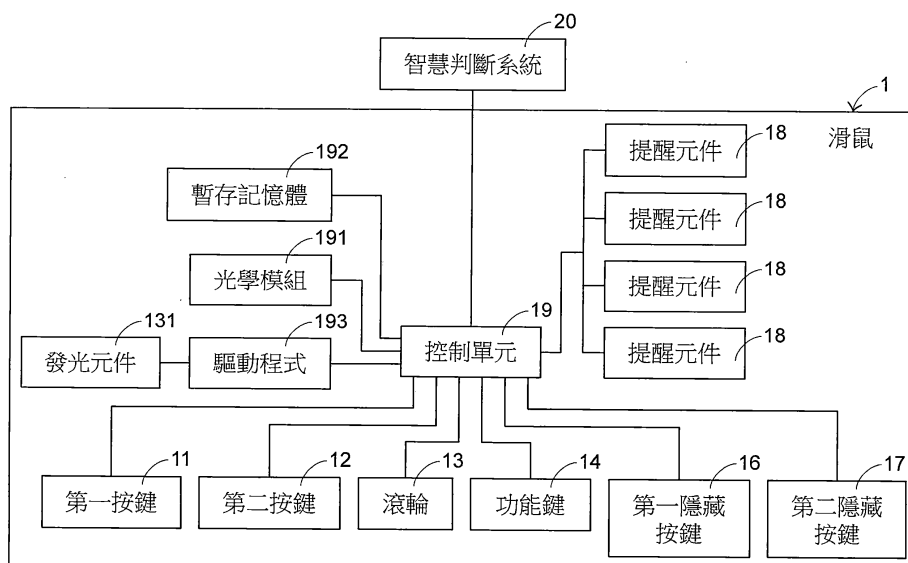 20
智慧判斷系統
1
滑鼠
192
暫存記憶體
18
提醒元件
18
提醒元件
191
光學模組
18
提醒元件
131
發光元件
193
驅動程式
19
控制單元
18
提醒元件
11
第一按鍵
12
第二按鍵
13
滾輪
14
功能鍵
16
第一隱藏
按鍵
17
第二隱藏
按鍵